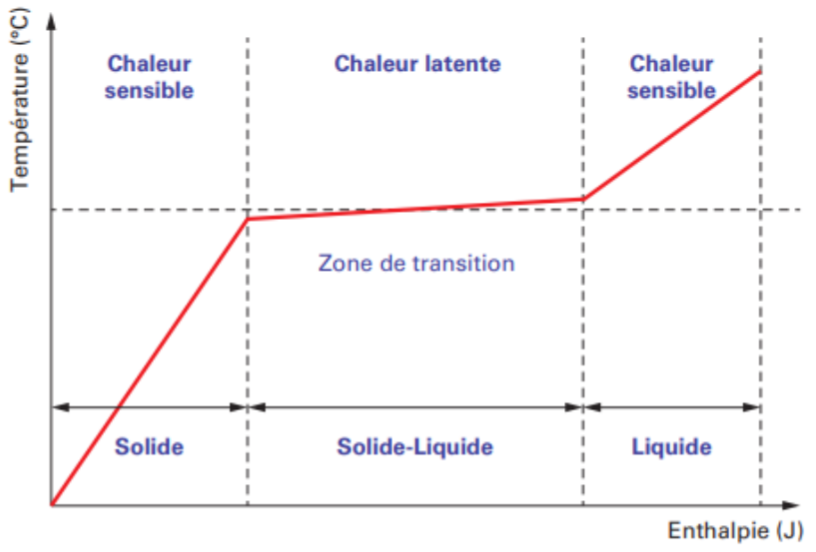 Température (°C)
Chaleur
sensible
Chaleur latente
Chaleur
sensible
Zone de transition
Solide
Solide-Liquide
Liquide
Enthalpie (J)